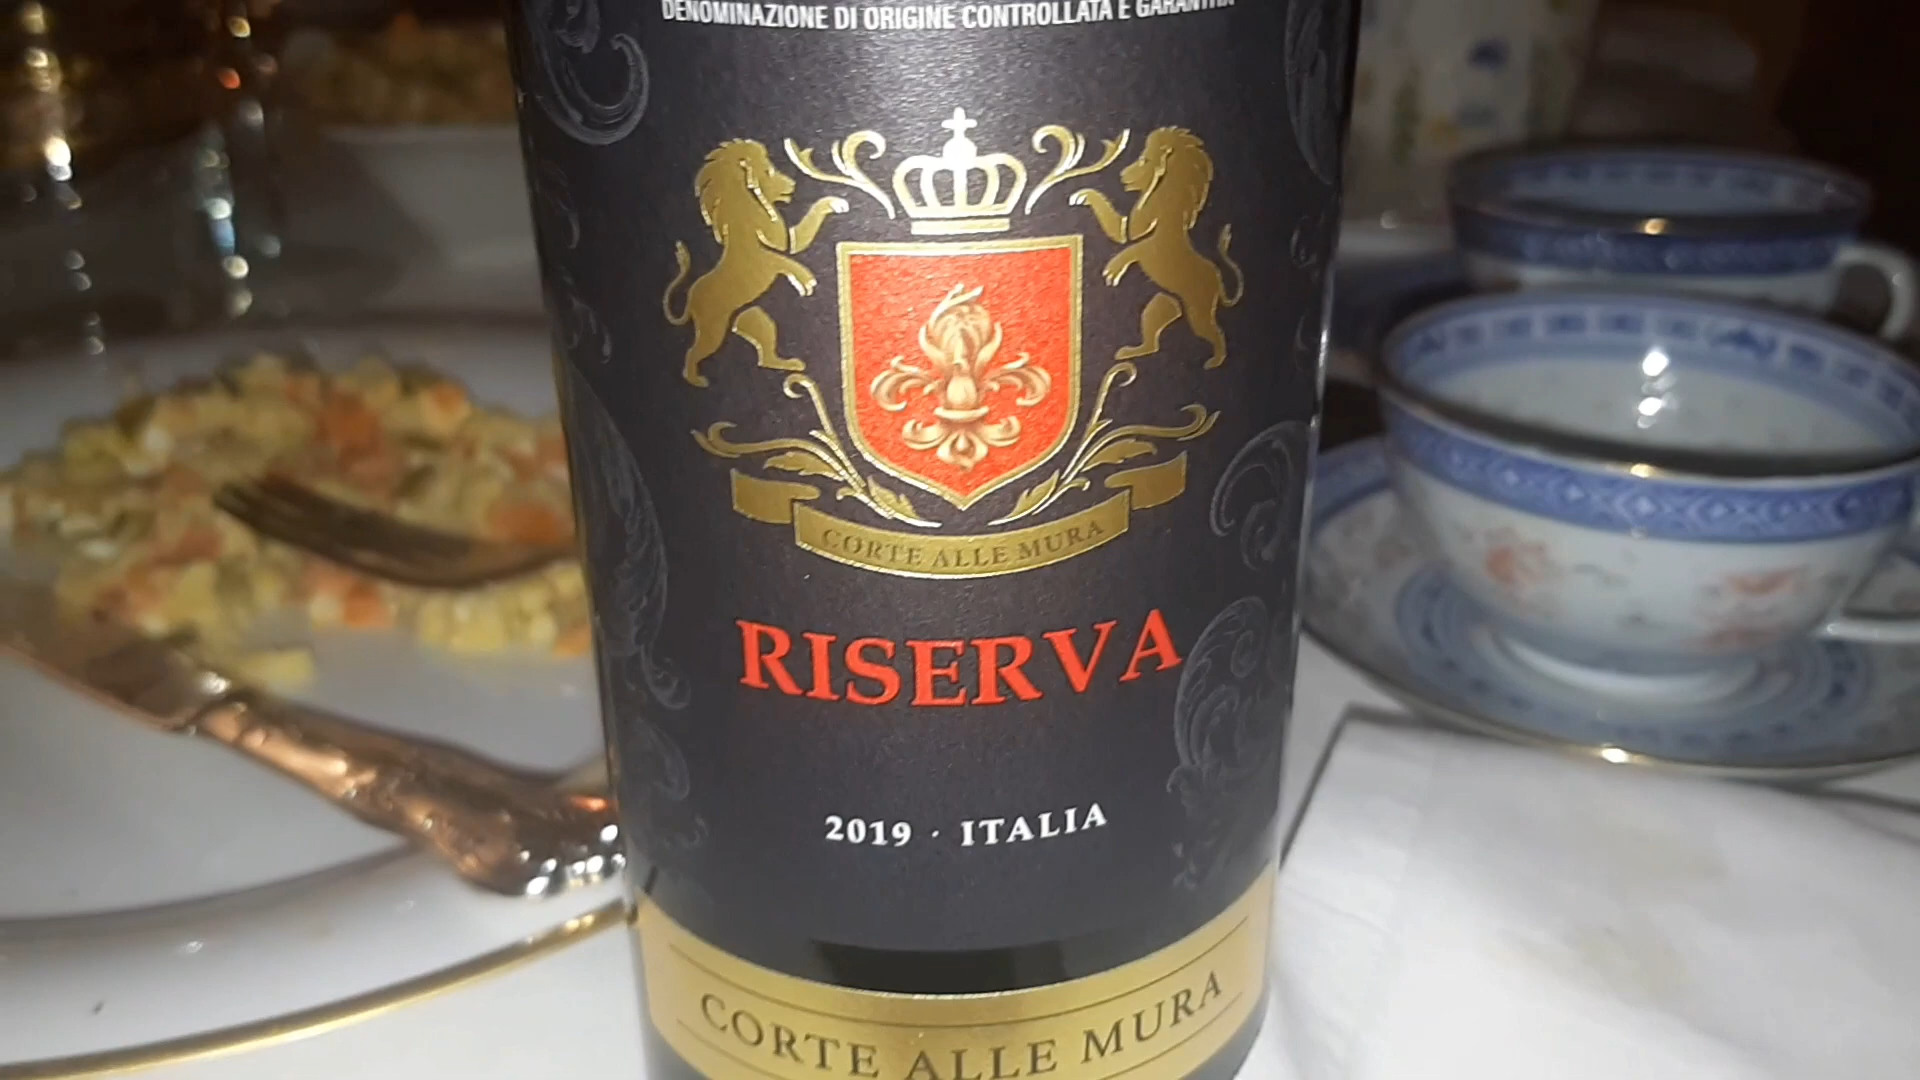 DENOMINAZIONE DI ORIGINE CONTROLLATA E GARANTITA
CORTE ALLE MURA
RISERVA
2019 · ITALIA
CORTE ALLE MURA